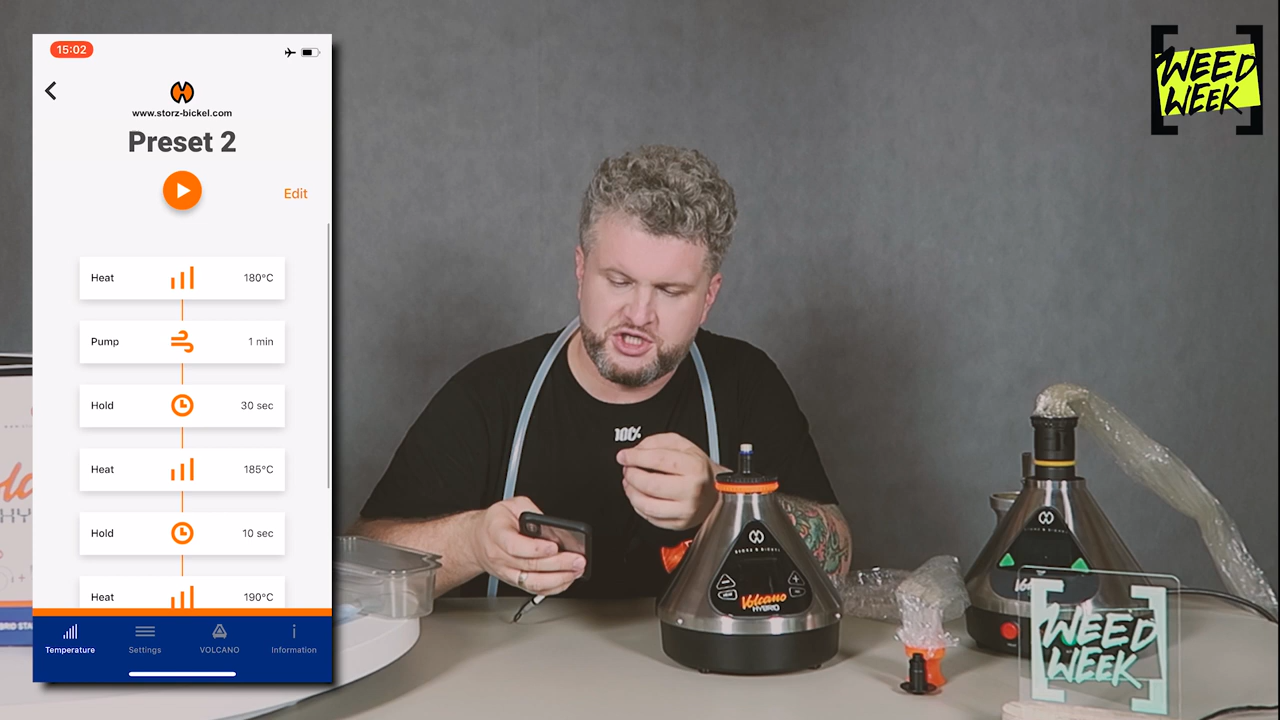 15:02
www.storz-bickel.com
Preset 2
Edit
Heat 180°C
Pump 1 min
Hold 30 sec
Heat 185°C
Hold 10 sec
Heat 190°C
Temperature Settings VOLCANO Information
WEED
WEEK
100%
STORZ & BICKEL
Volcano
HYBRID
WEED
WEEK